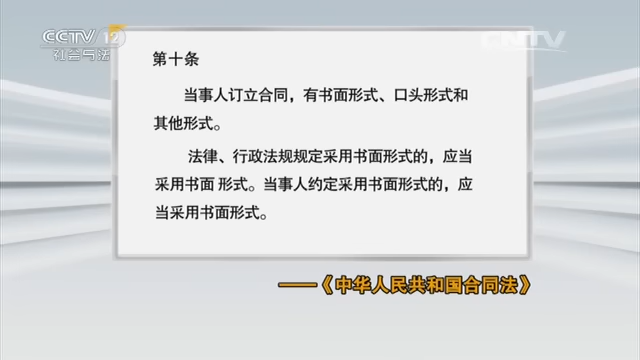 CCTV 12
社会与法
CNTV
第十条
当事人订立合同，有书面形式、口头形式和
其他形式。
法律、行政法规规定采用书面形式的，应当
采用书面 形式。当事人约定采用书面形式的，应
当采用书面形式。
——《中华人民共和国合同法》